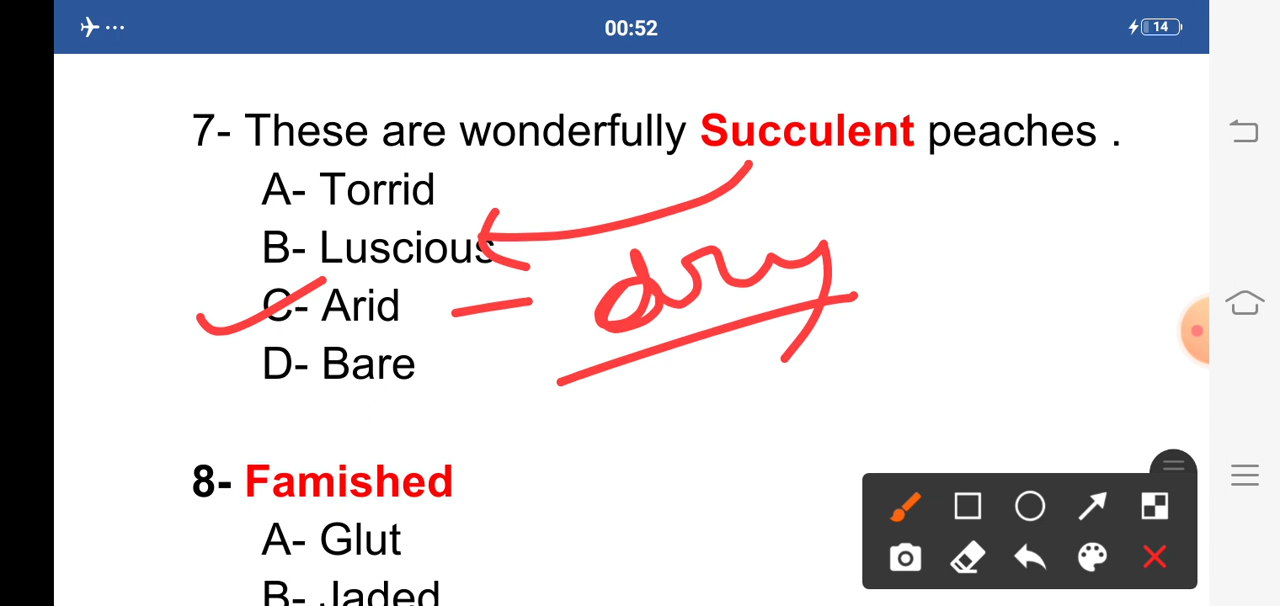 00:52
14
7- These are wonderfully Succulent peaches .
A- Torrid
B- Luscious
C- Arid – dry
D- Bare
8- Famished
A- Glut
B- Jaded